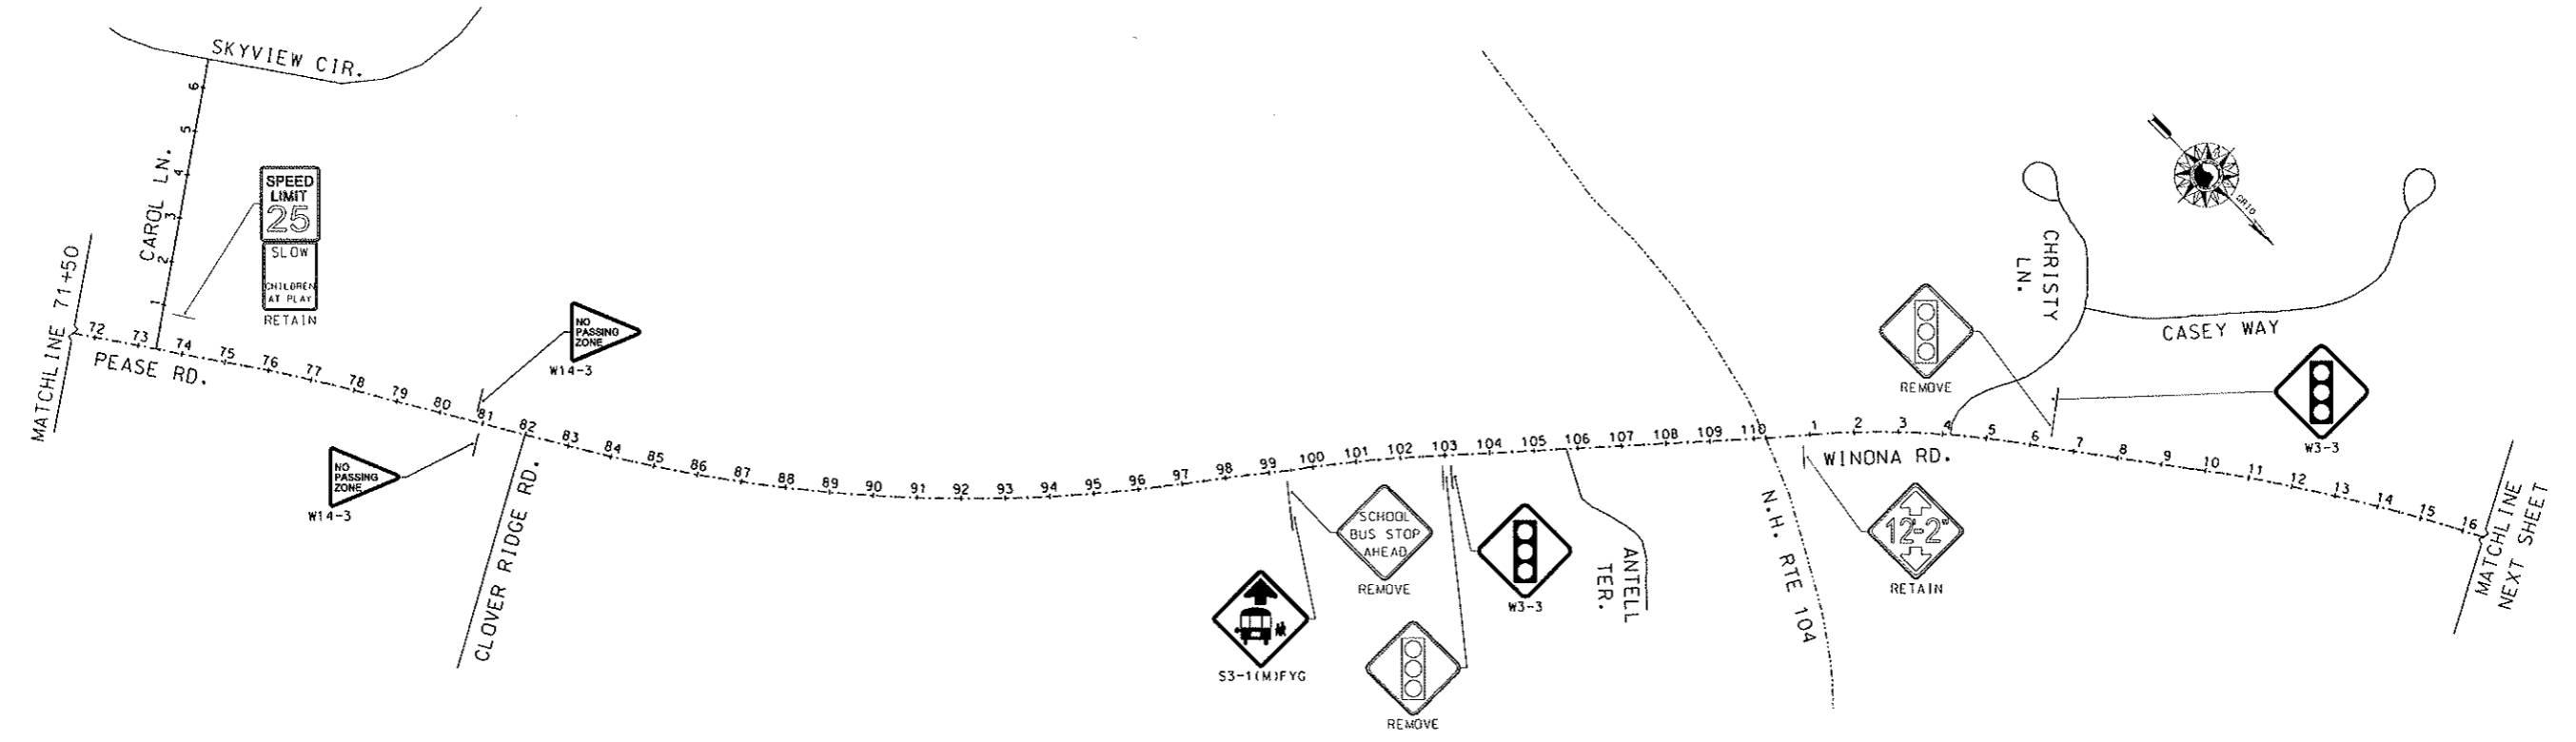 SKYVIEW CIR.
6
5
4
3
2
1
CAROL LN.
SPEED
LIMIT
25
SLOW
CHILDREN
AT PLAY
RETAIN
MATCHLINE 71+50
72 73 74 75 76 77 78 79 80 81 82 83 84 85 86 87 88 89 90 91 92 93 94 95 96 97 98 99 100 101 102 103 104 105 106 107 108 109 110
PEASE RD.
NO
PASSING
ZONE
W14-3
NO
PASSING
ZONE
W14-3
CLOVER RIDGE RD.
SCHOOL
BUS STOP
AHEAD
REMOVE
S3-1(M)FYG
REMOVE
W3-3
ANTELL
TER.
N.H. RTE 104
1 2 3 4 5 6 7 8 9 10 11 12 13 14 15 16
WINONA RD.
12'-2"
RETAIN
REMOVE
CHRISTY
LN.
CASEY WAY
GRID
W3-3
MATCHLINE
NEXT SHEET